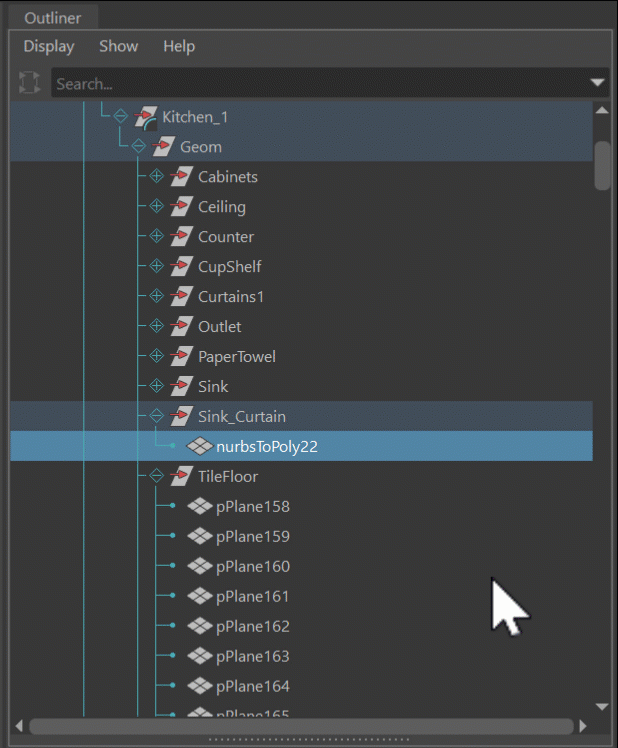 Outliner
Display Show Help
Search...
Kitchen_1
Geom
Cabinets
Ceiling
Counter
CupShelf
Curtains1
Outlet
PaperTowel
Sink
Sink_Curtain
nurbsToPoly22
TileFloor
pPlane158
pPlane159
pPlane160
pPlane161
pPlane162
pPlane163
pPlane164
pPlane165